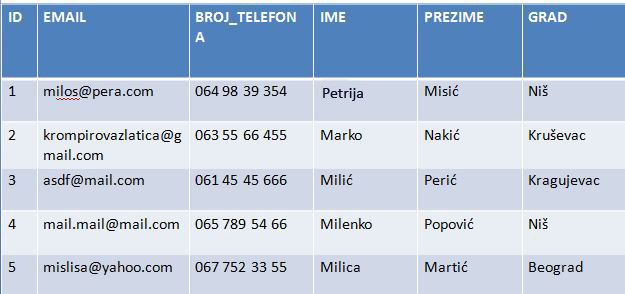 ID EMAIL BROJ_TELEFON A IME PREZIME GRAD
1 milos@pera.com 064 98 39 354 Petrija Misić Niš
2 krompirovazlatica@g mail.com 063 55 66 455 Marko Nakić Kruševac
3 asdf@mail.com 061 45 45 666 Milić Perić Kragujevac
4 mail.mail@mail.com 065 789 54 66 Milenko Popović Niš
5 mislisa@yahoo.com 067 752 33 55 Milica Martić Beograd